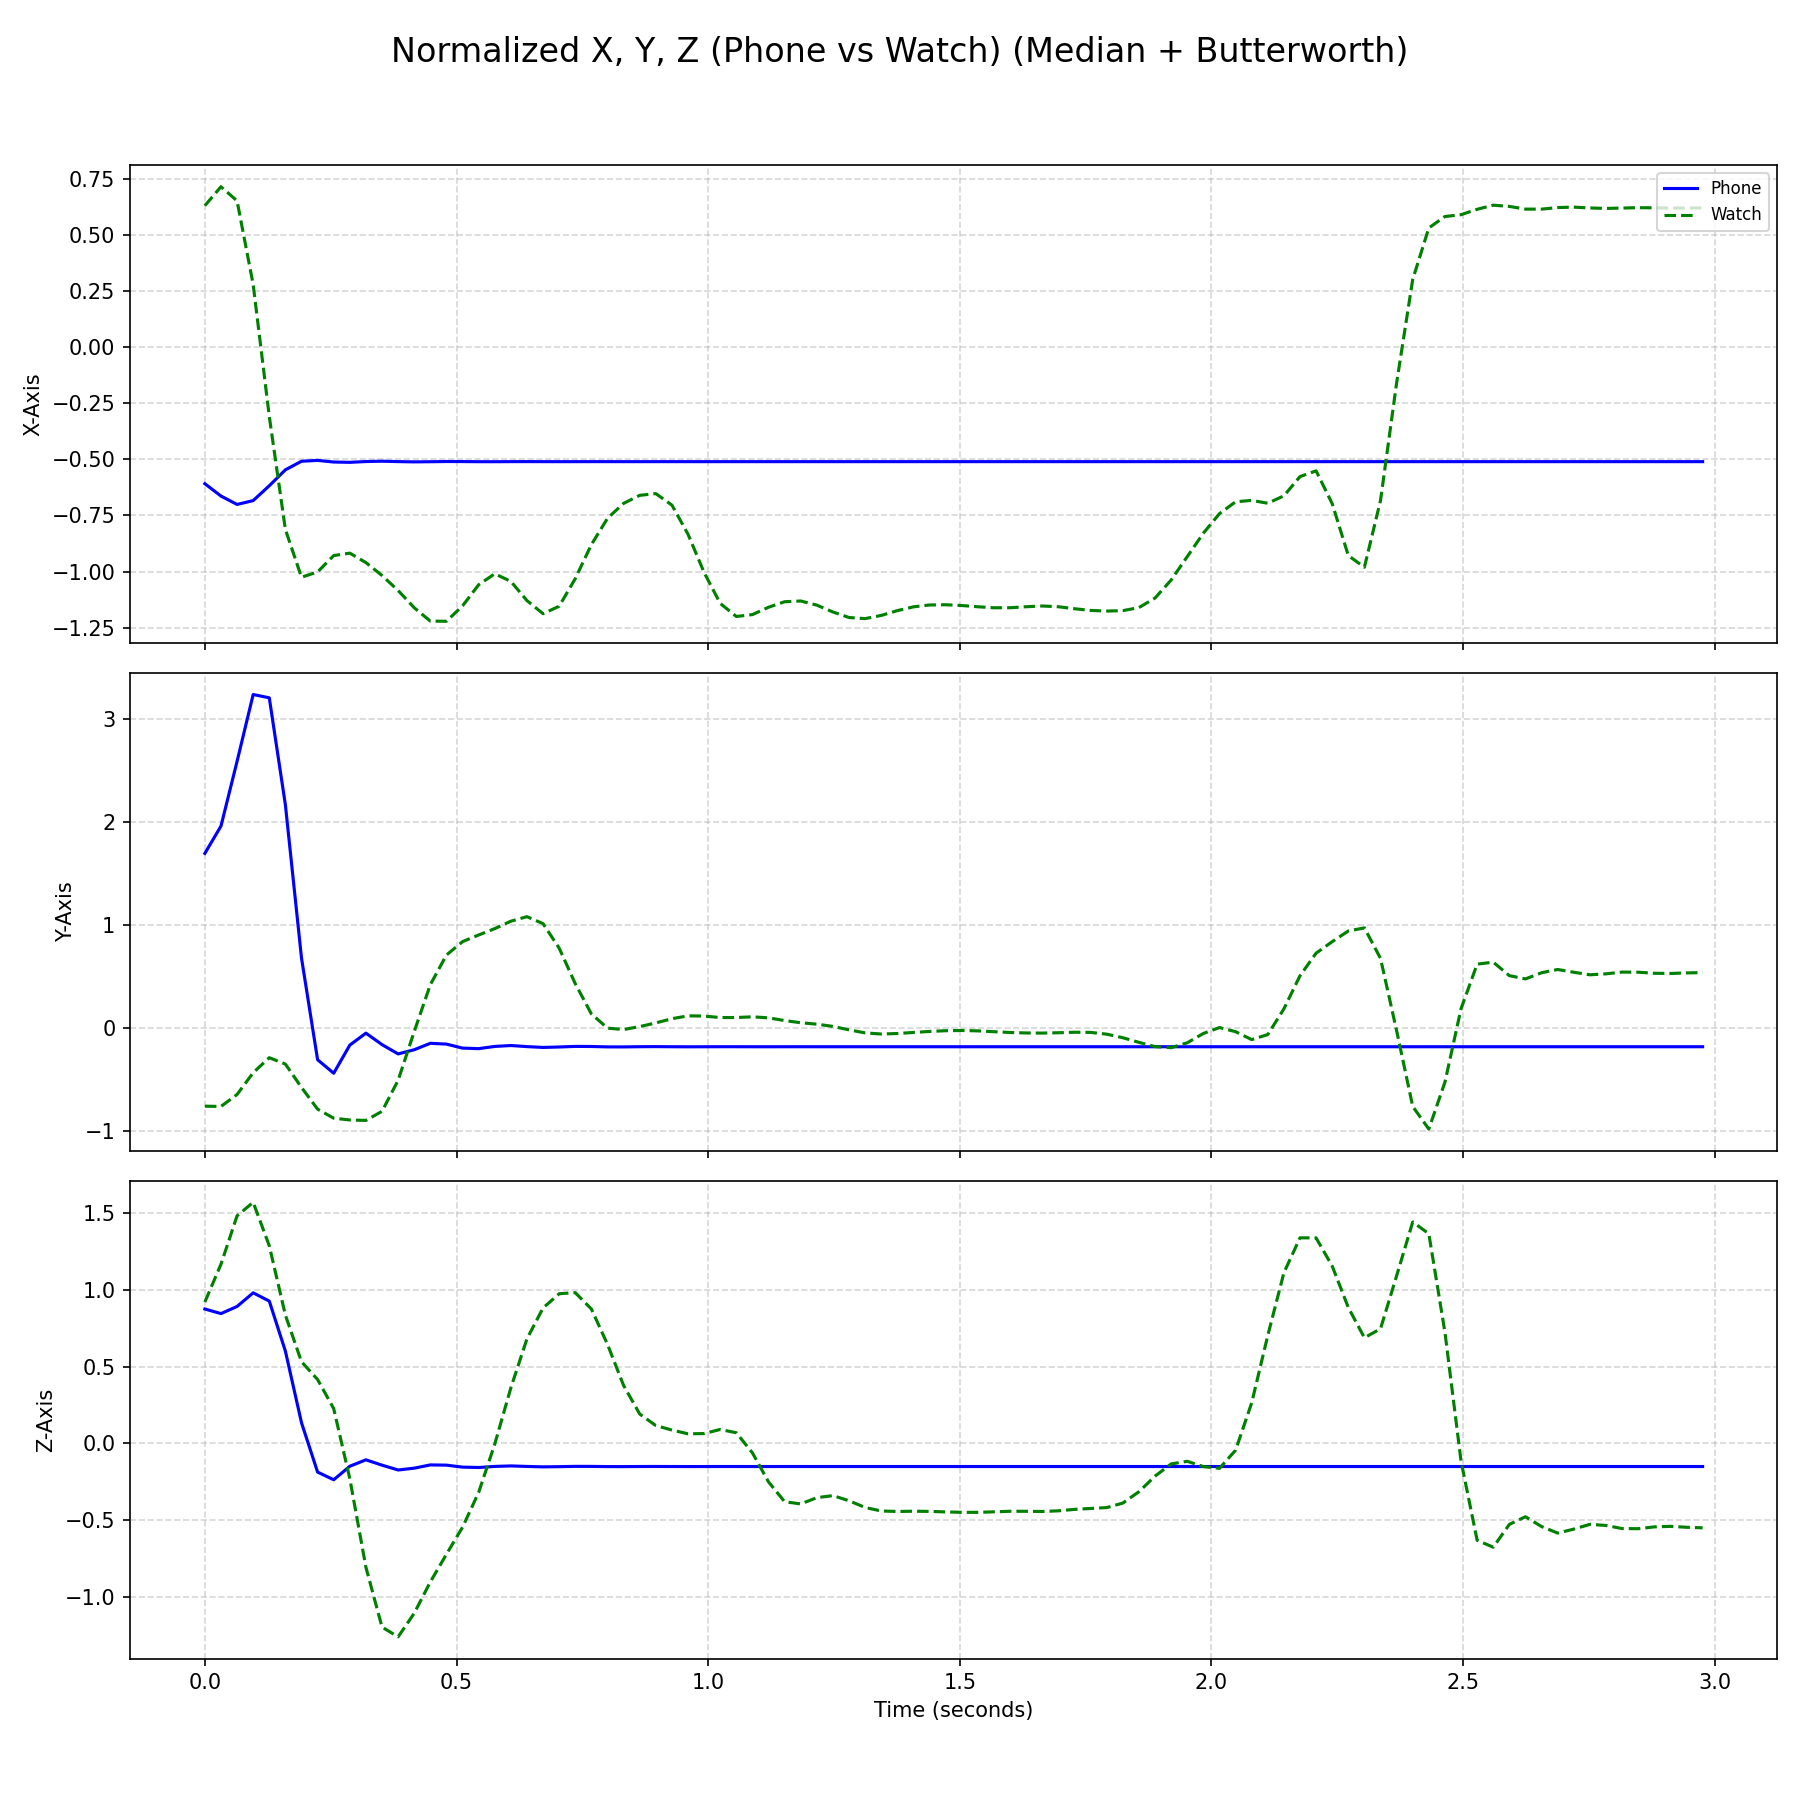 Normalized X, Y, Z (Phone vs Watch) (Median + Butterworth)
Phone
Watch
X-Axis
0.75
0.50
0.25
0.00
−0.25
−0.50
−0.75
−1.00
−1.25
Y-Axis
3
2
1
0
−1
Z-Axis
1.5
1.0
0.5
0.0
−0.5
−1.0
0.0 0.5 1.0 1.5 2.0 2.5 3.0
Time (seconds)